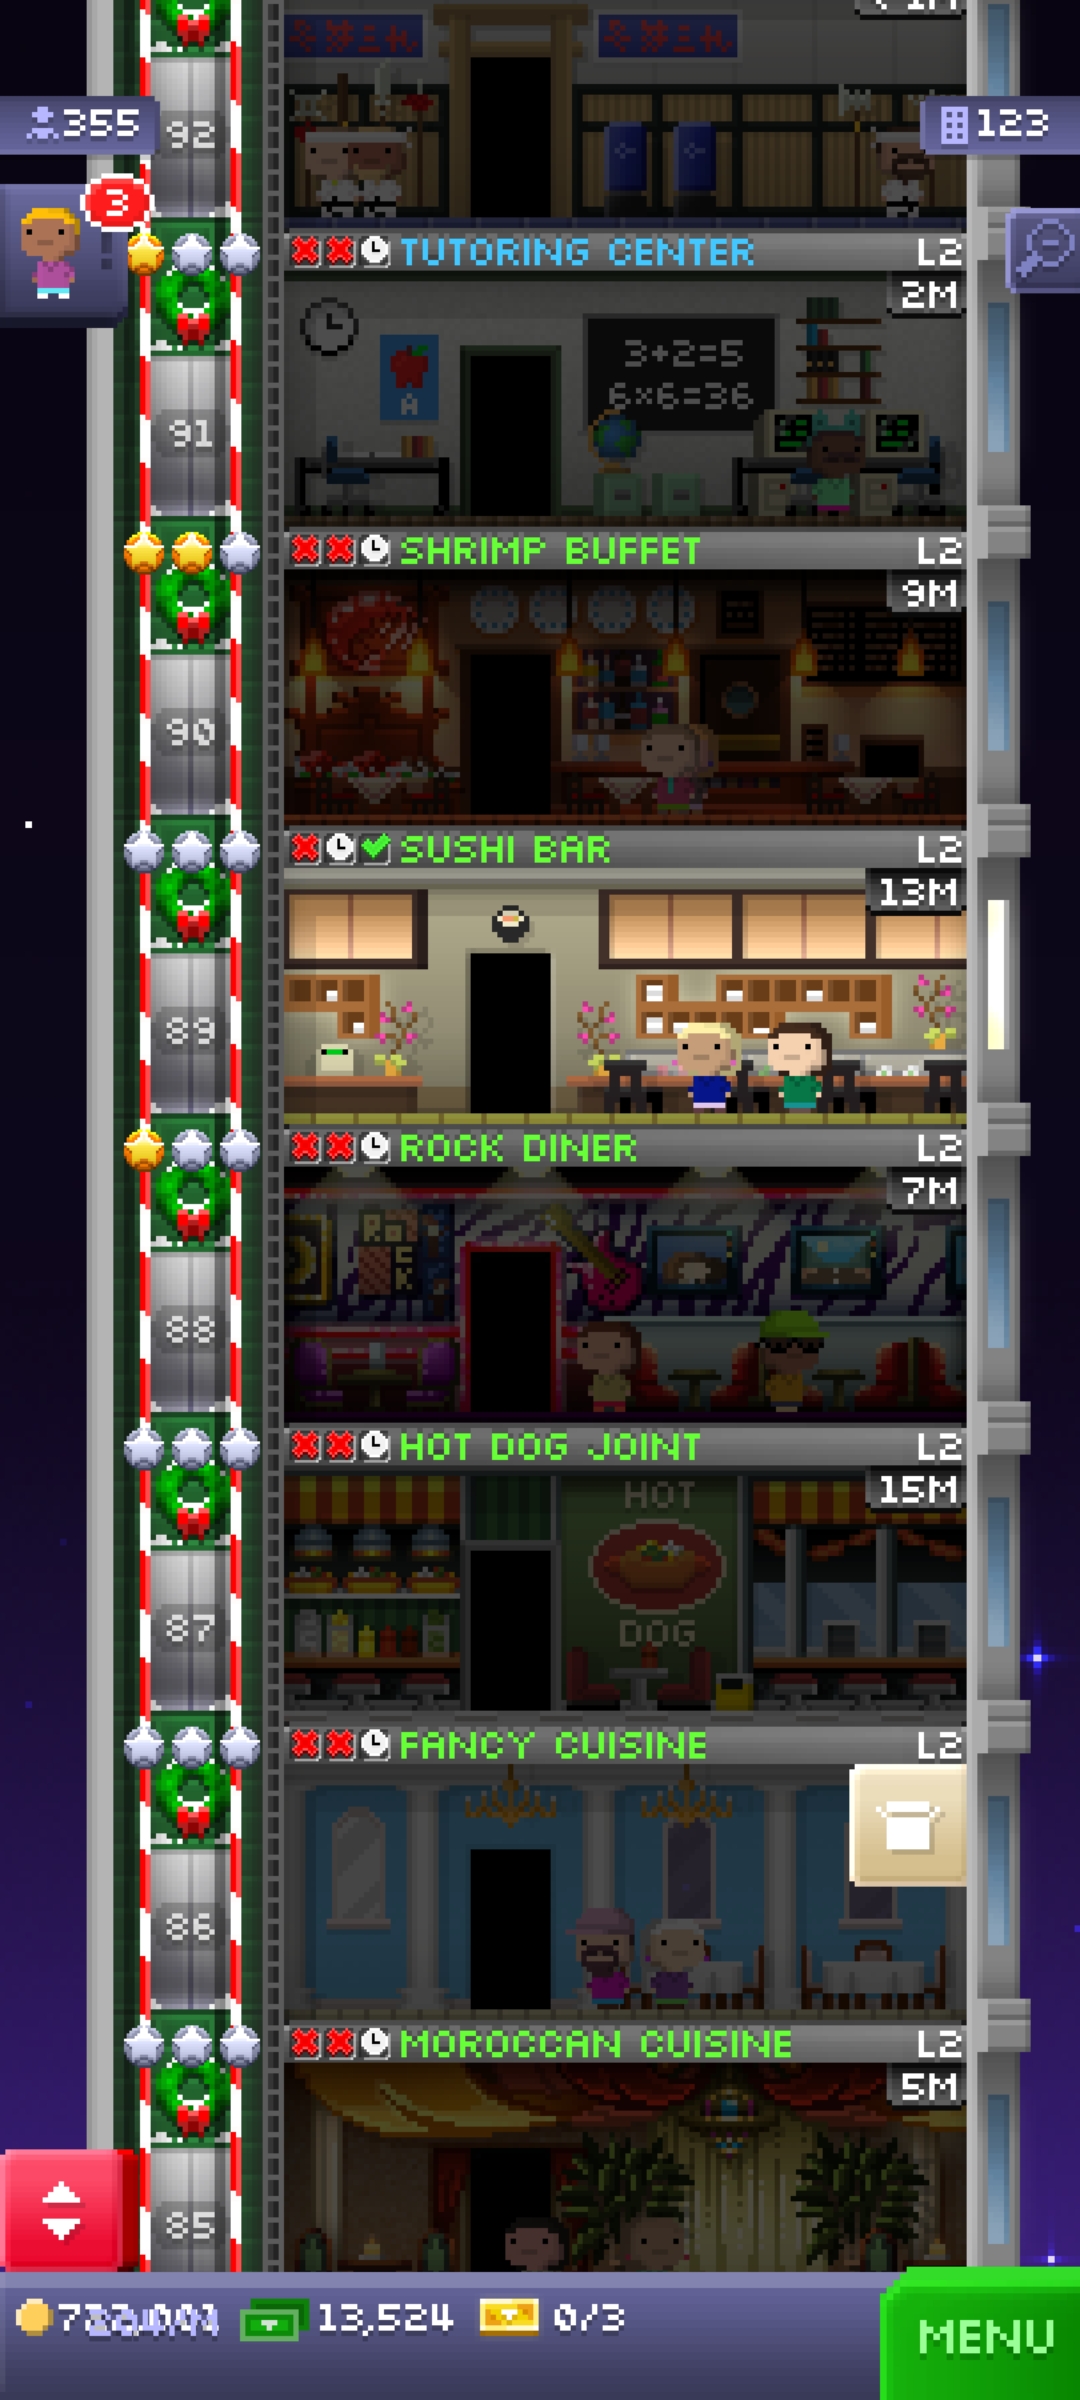 < 1M
92
355
123
3
TUTORING CENTER L2
2M
3+2=5
6×6=36
A
91
SHRIMP BUFFET L2
9M
90
SUSHI BAR L2
13M
89
ROCK DINER L2
7M
ROCK
88
HOT DOG JOINT L2
15M
HOT
DOG
87
FANCY CUISINE L2
86
MOROCCAN CUISINE L2
5M
85
13,524
0/3
MENU